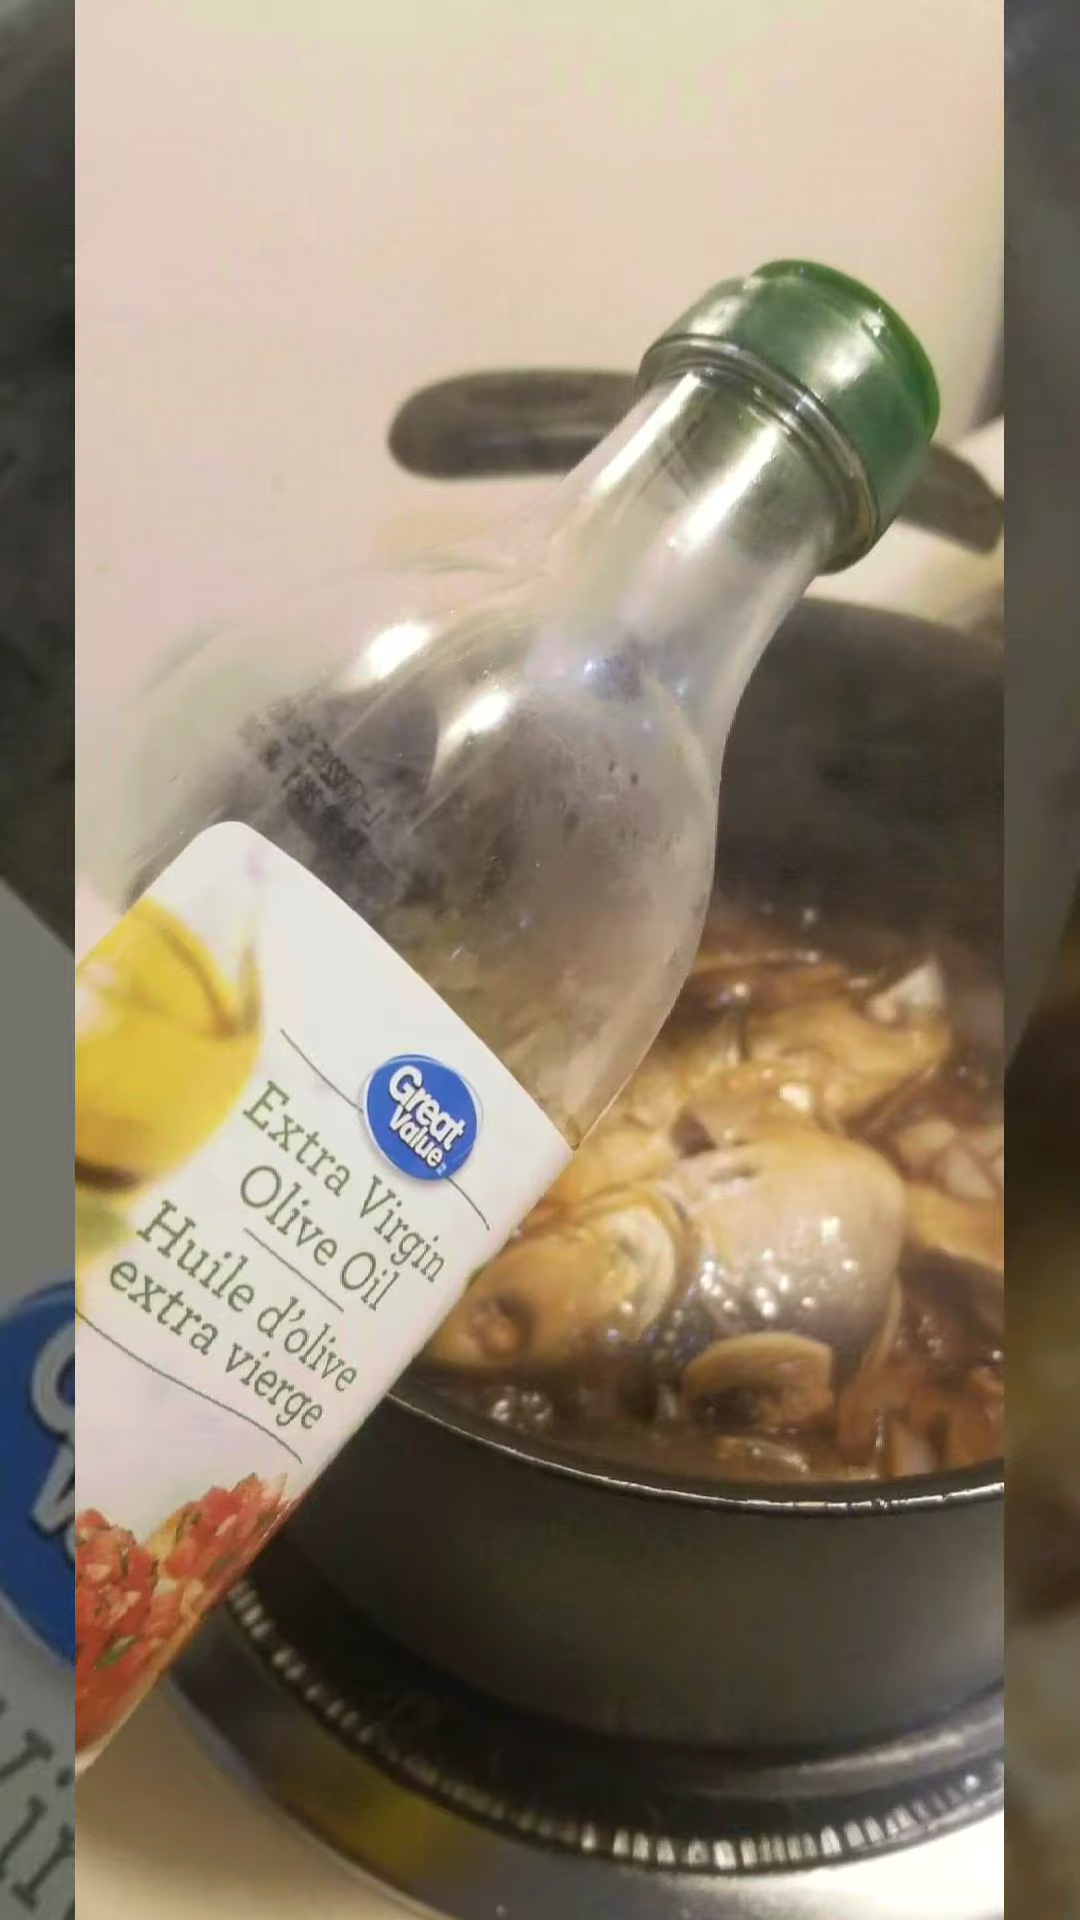 Great
Value
Extra Virgin
Olive Oil
Huile d'olive
extra vierge